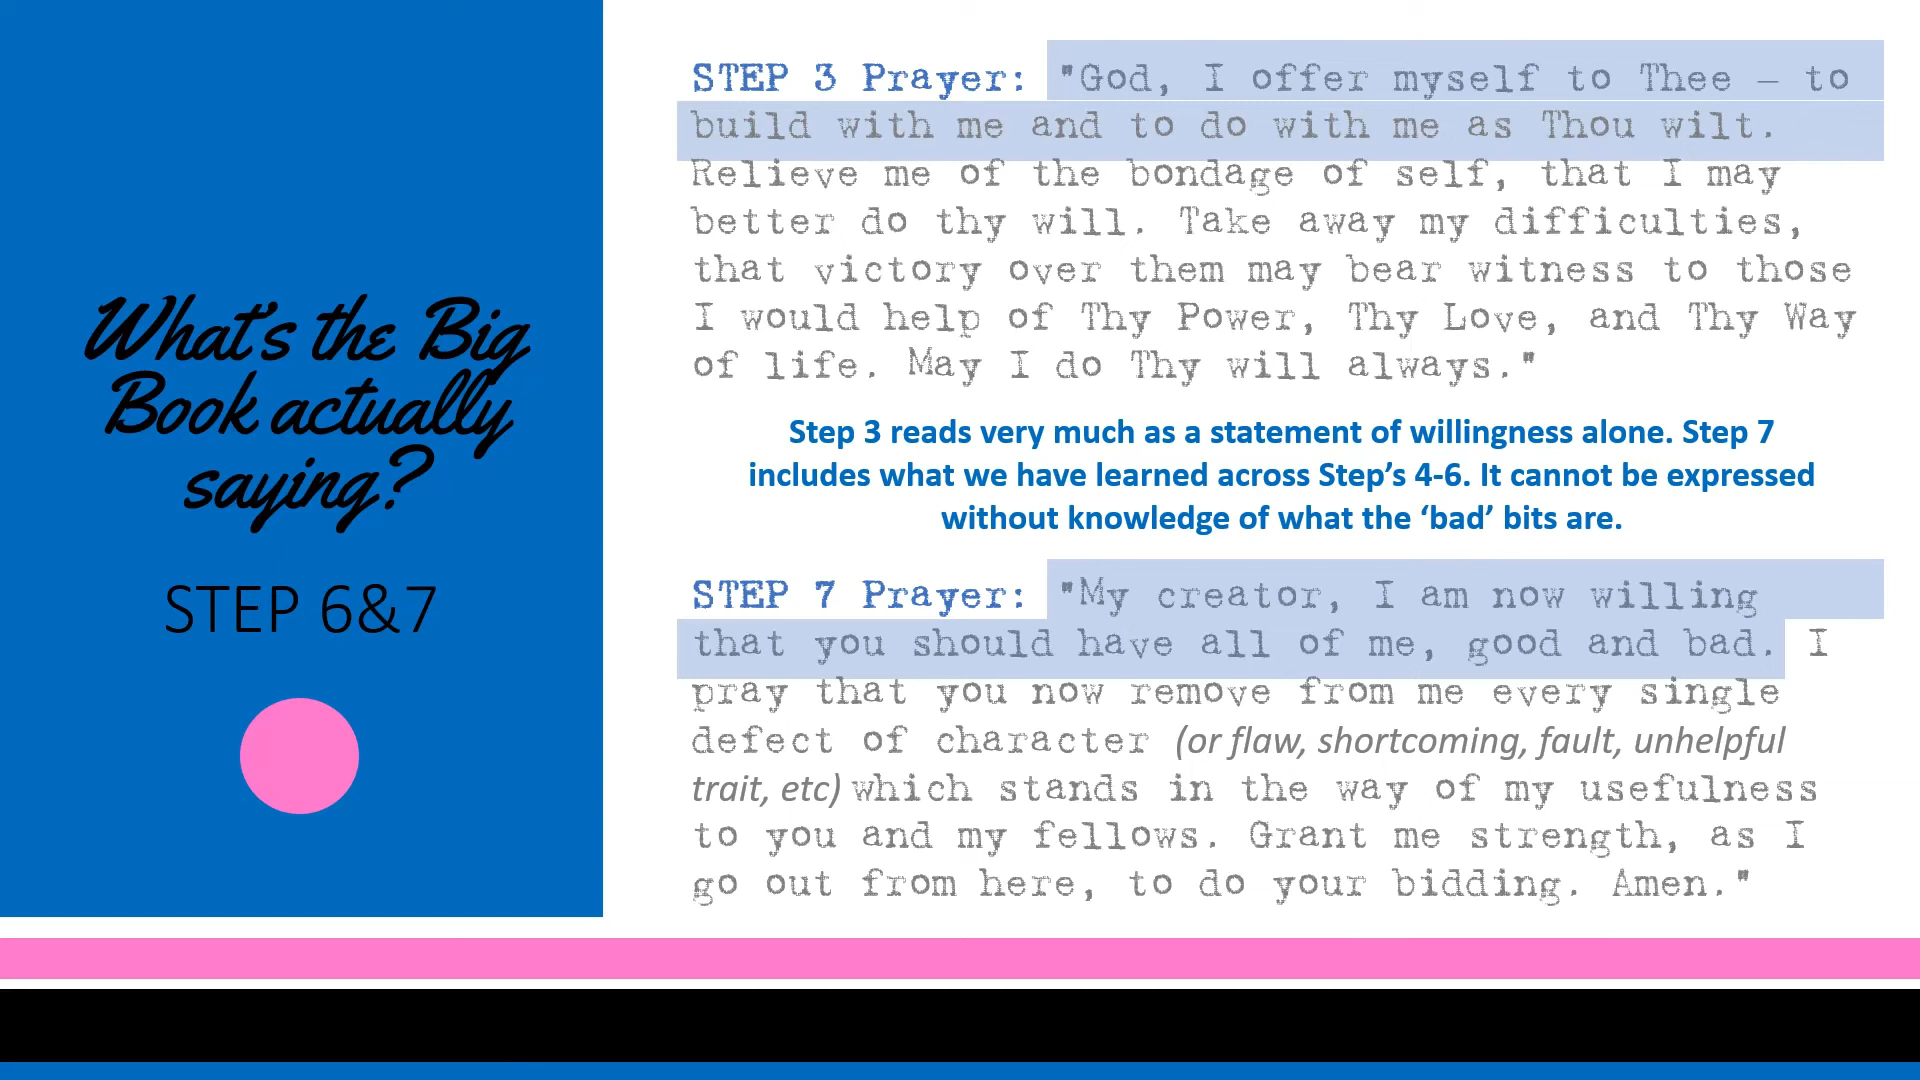 What's the Big
Book actually
saying?
STEP 6&7
STEP 3 Prayer: "God, I offer myself to Thee – to
build with me and to do with me as Thou wilt.
Relieve me of the bondage of self, that I may
better do thy will. Take away my difficulties,
that victory over them may bear witness to those
I would help of Thy Power, Thy Love, and Thy Way
of life. May I do Thy will always."
Step 3 reads very much as a statement of willingness alone. Step 7
includes what we have learned across Step’s 4-6. It cannot be expressed
without knowledge of what the ‘bad’ bits are.
STEP 7 Prayer: "My creator, I am now willing
that you should have all of me, good and bad. I
pray that you now remove from me every single
defect of character (or flaw, shortcoming, fault, unhelpful
trait, etc) which stands in the way of my usefulness
to you and my fellows. Grant me strength, as I
go out from here, to do your bidding. Amen."